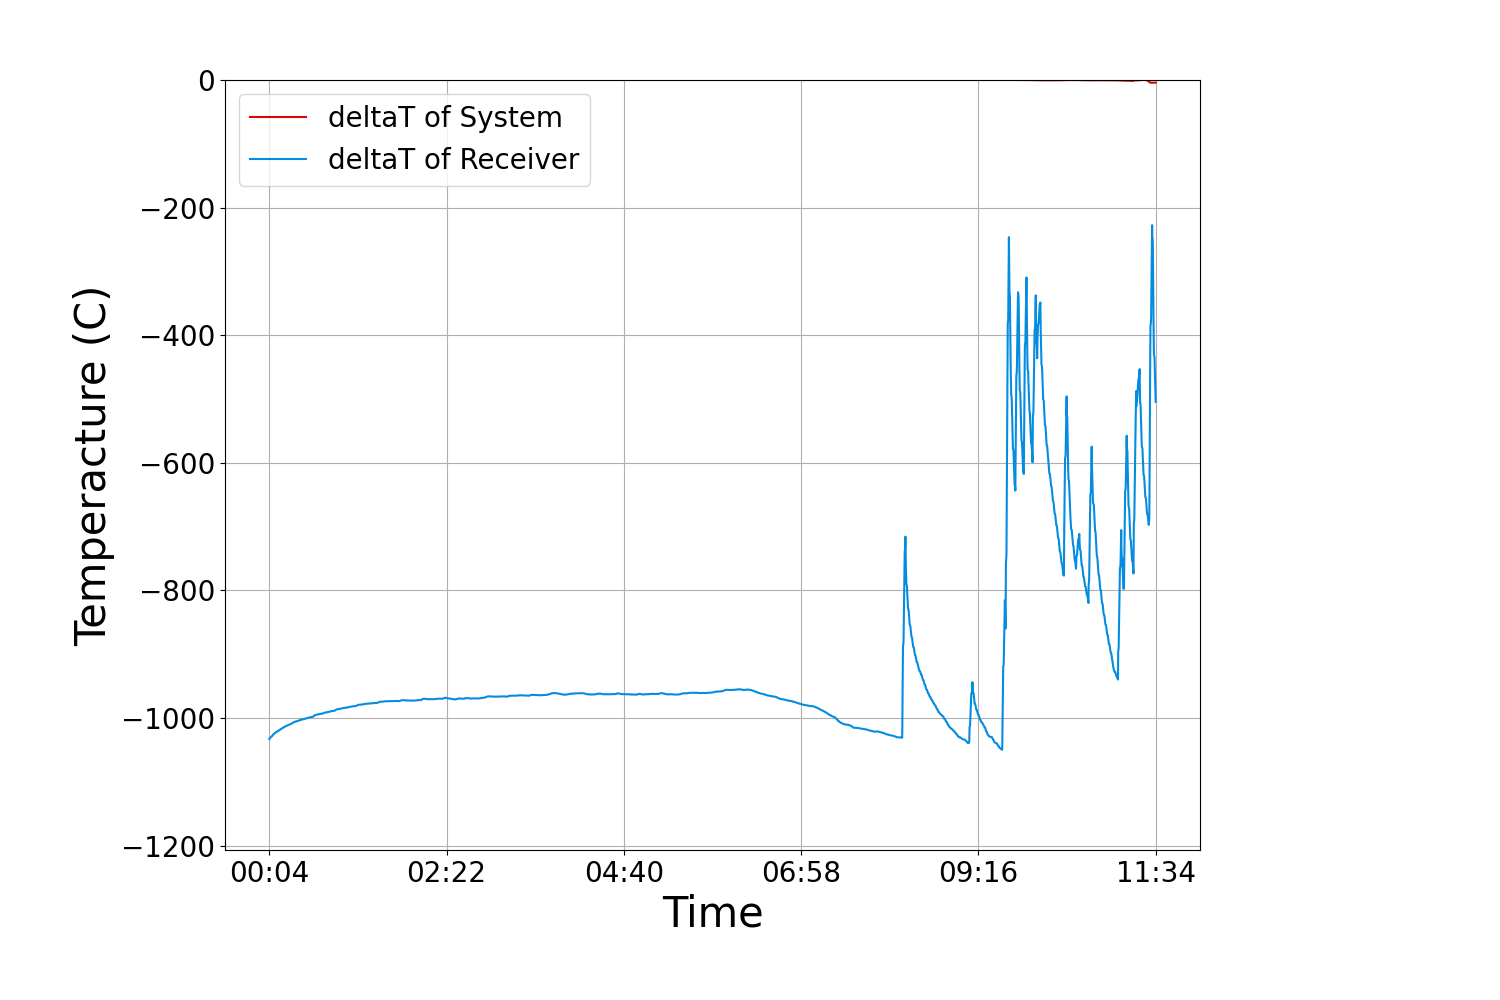 deltaT of System
deltaT of Receiver
0
−200
−400
−600
−800
−1000
−1200
Temperacture (C)
00:04 02:22 04:40 06:58 09:16 11:34
Time